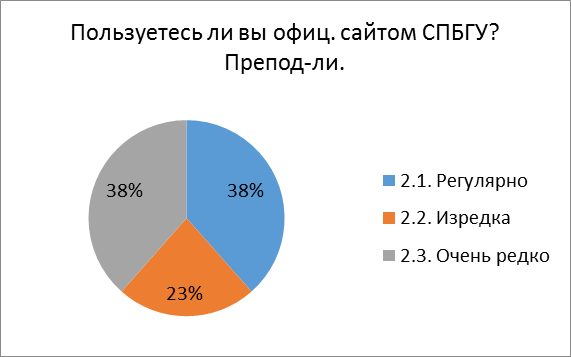 Пользуетесь ли вы офиц. сайтом СПБГУ?
Препод-ли.
38%
38%
23%
2.1. Регулярно
2.2. Изредка
2.3. Очень редко